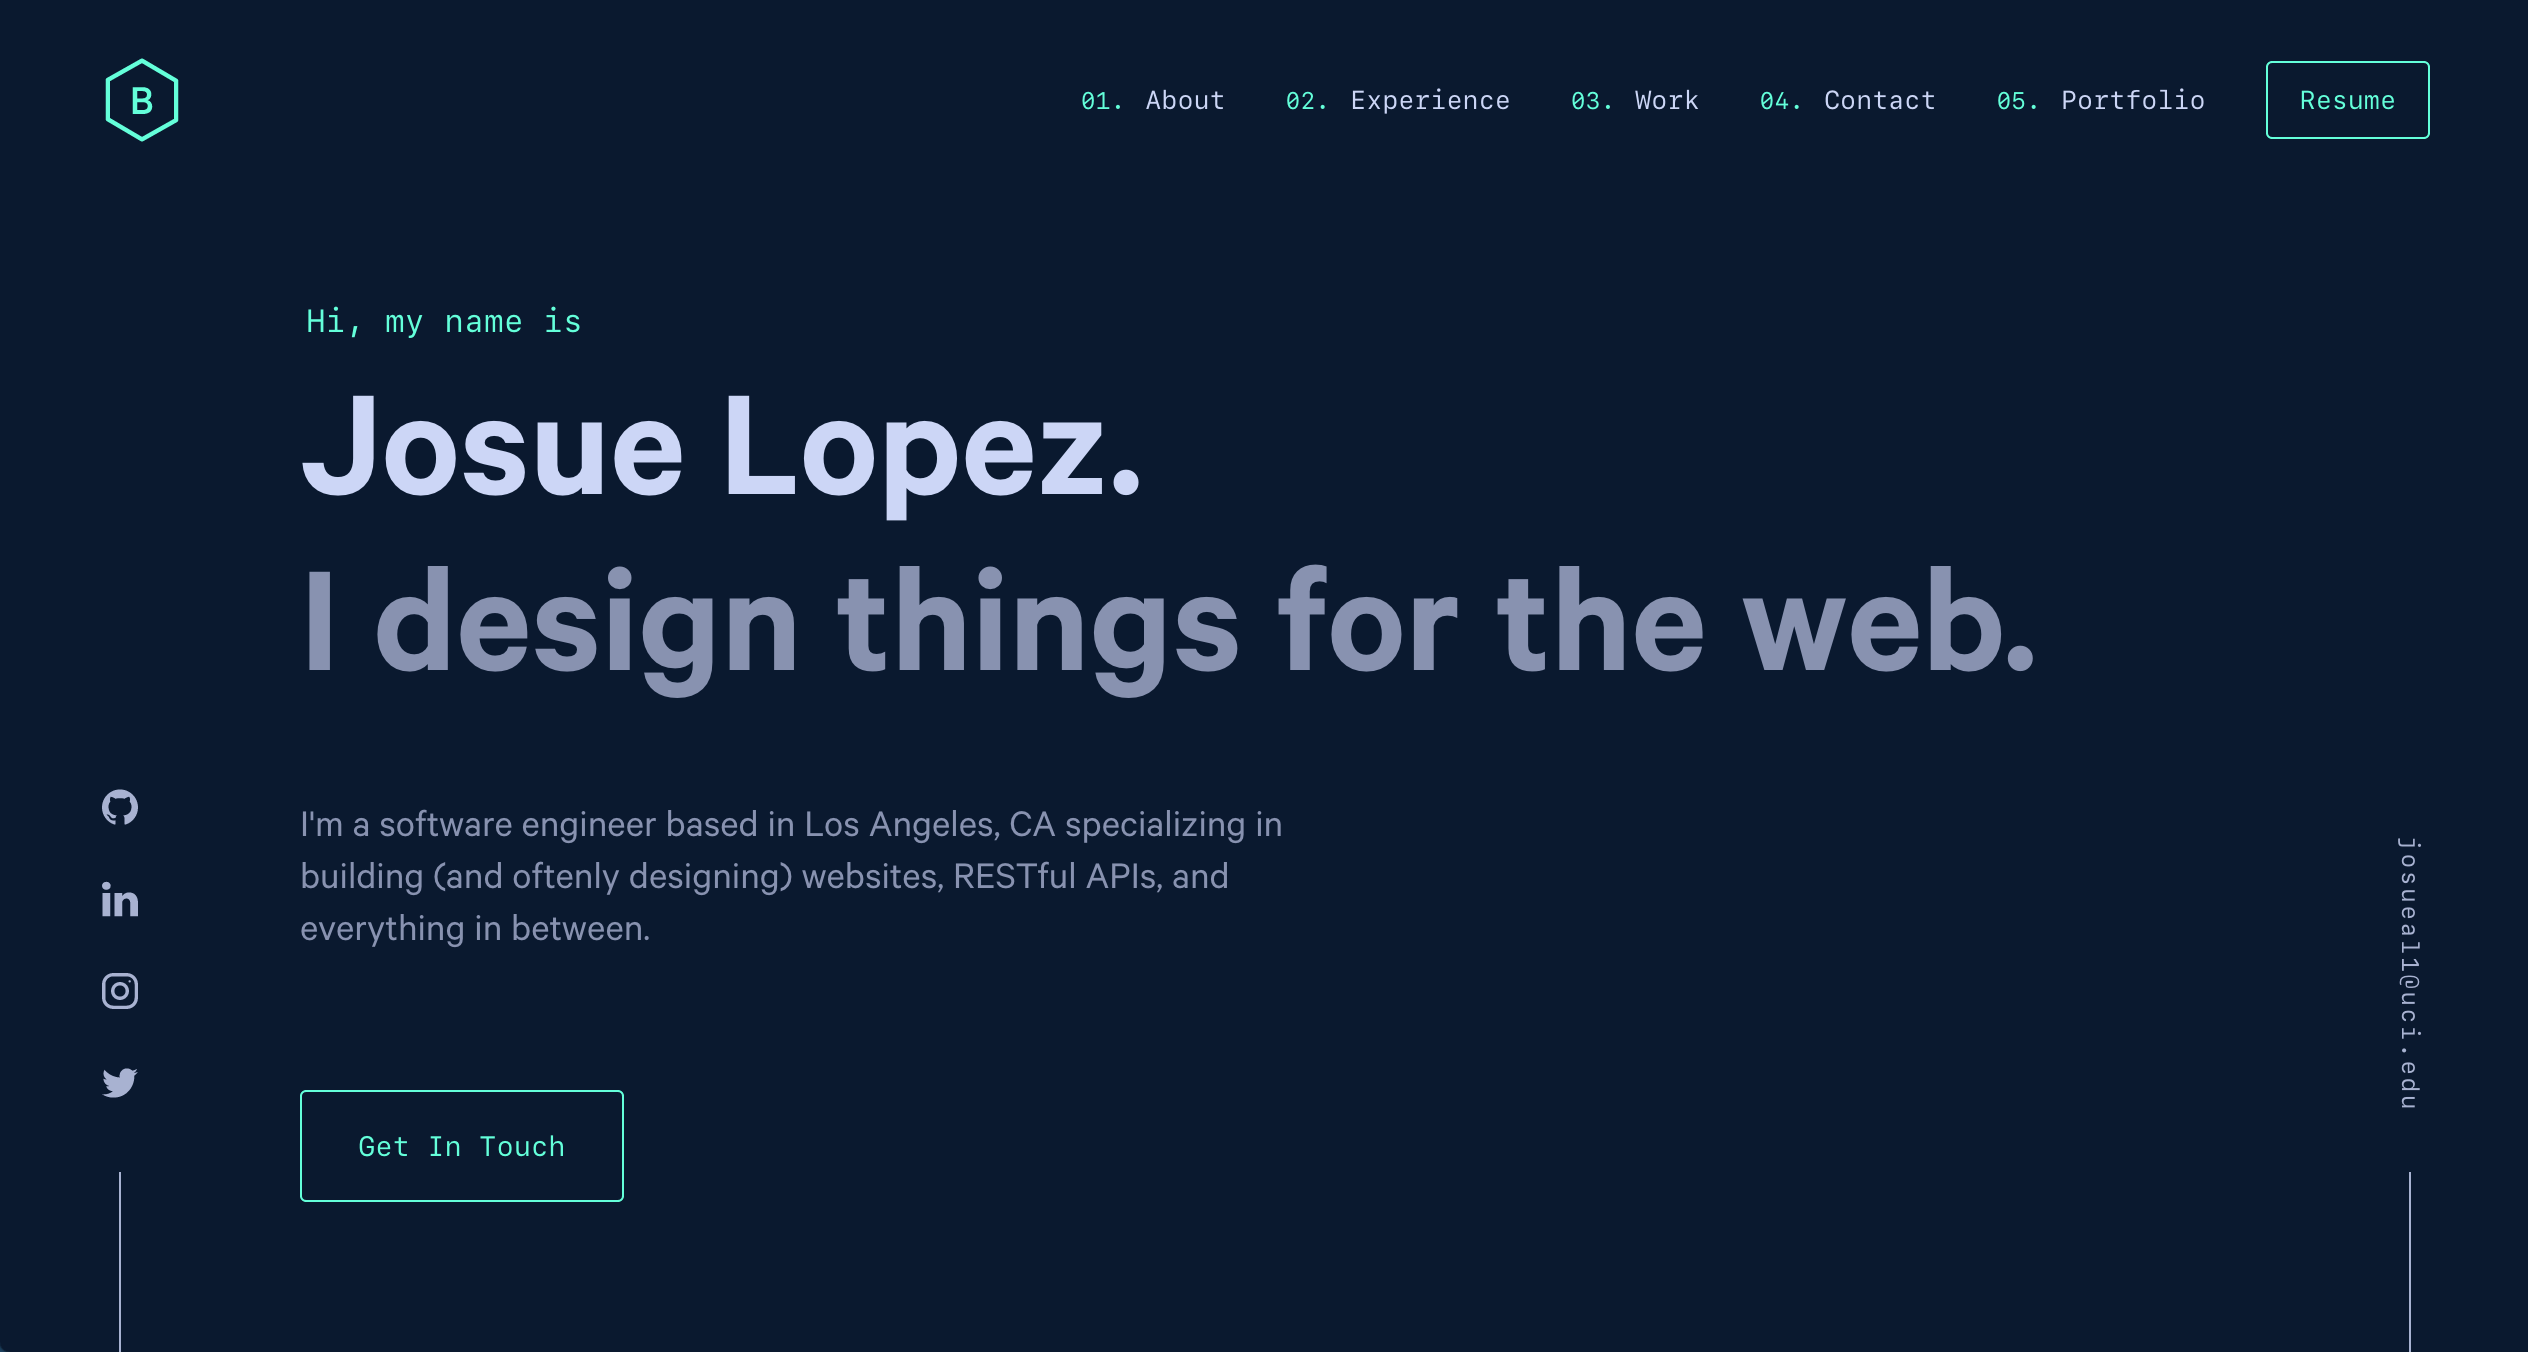 B
01. About 02. Experience 03. Work 04. Contact 05. Portfolio Resume
Hi, my name is
Josue Lopez.
I design things for the web.
I'm a software engineer based in Los Angeles, CA specializing in
building (and oftenly designing) websites, RESTful APIs, and
everything in between.
Get In Touch
josueal1@uci.edu